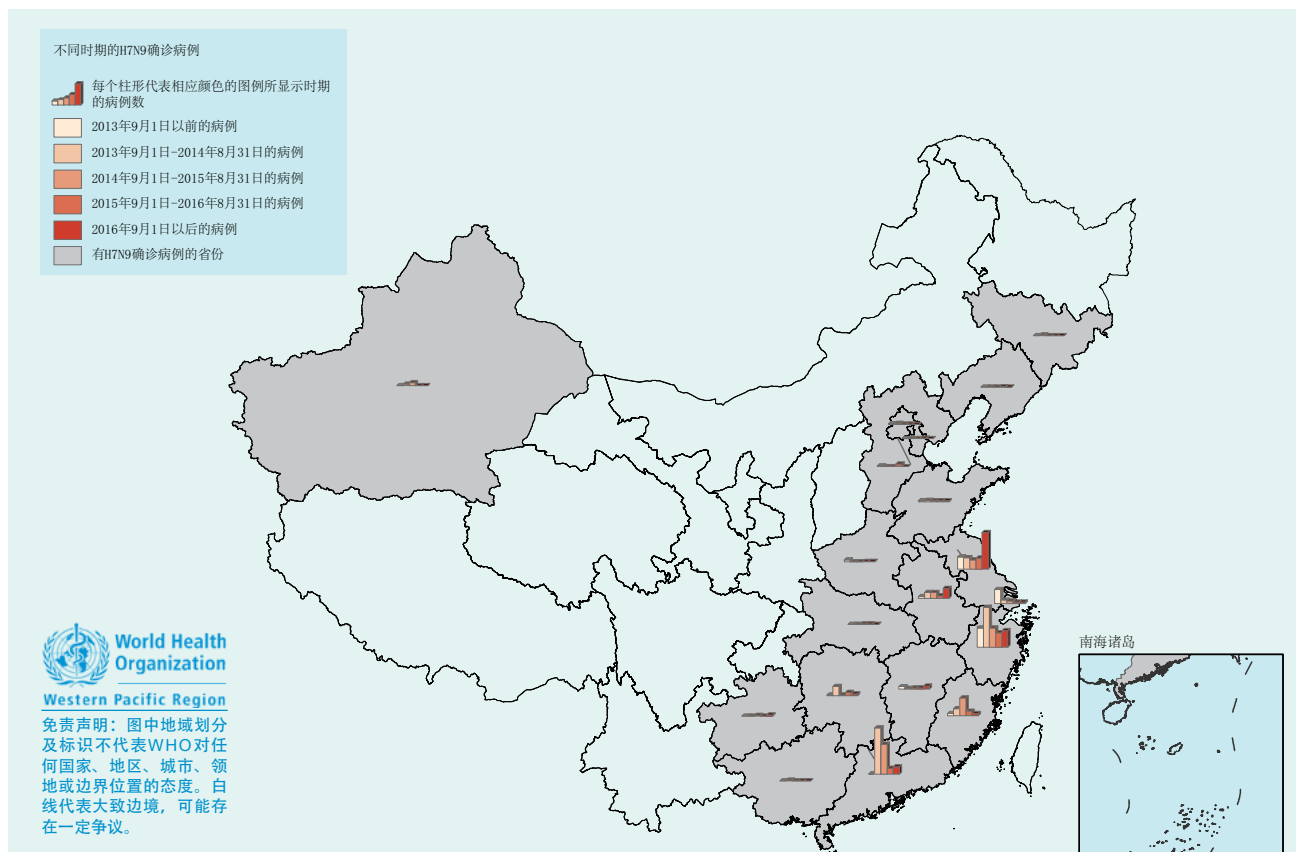 不同时期的H7N9确诊病例
每个柱形代表相应颜色的图例所显示时期
的病例数
2013年9月1日以前的病例
2013年9月1日-2014年8月31日的病例
2014年9月1日-2015年8月31日的病例
2015年9月1日-2016年8月31日的病例
2016年9月1日以后的病例
有H7N9确诊病例的省份
World Health
Organization
Western Pacific Region
免责声明：图中地域划分
及标识不代表WHO对任
何国家、地区、城市、领
地或边界位置的态度。白
线代表大致边境，可能存
在一定争议。
南海诸岛